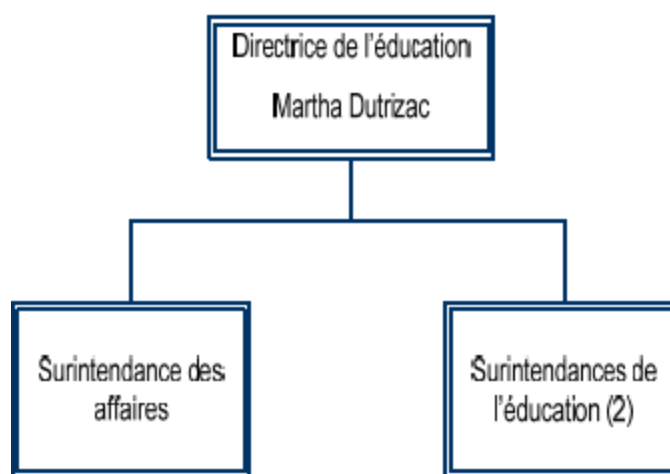 Directrice de l'éducation
Martha Dutrizac
Surintendance des
affaires
Surintendances de
l'éducation (2)